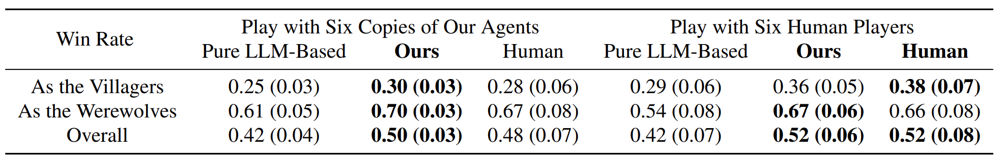 Win Rate Play with Six Copies of Our Agents Play with Six Human Players
Pure LLM-Based Ours Human Pure LLM-Based Ours Human
As the Villagers 0.25 (0.03) 0.30 (0.03) 0.28 (0.06) 0.29 (0.06) 0.36 (0.05) 0.38 (0.07)
As the Werewolves 0.61 (0.05) 0.70 (0.03) 0.67 (0.08) 0.54 (0.08) 0.67 (0.06) 0.66 (0.08)
Overall 0.42 (0.04) 0.50 (0.03) 0.48 (0.07) 0.42 (0.07) 0.52 (0.06) 0.52 (0.08)